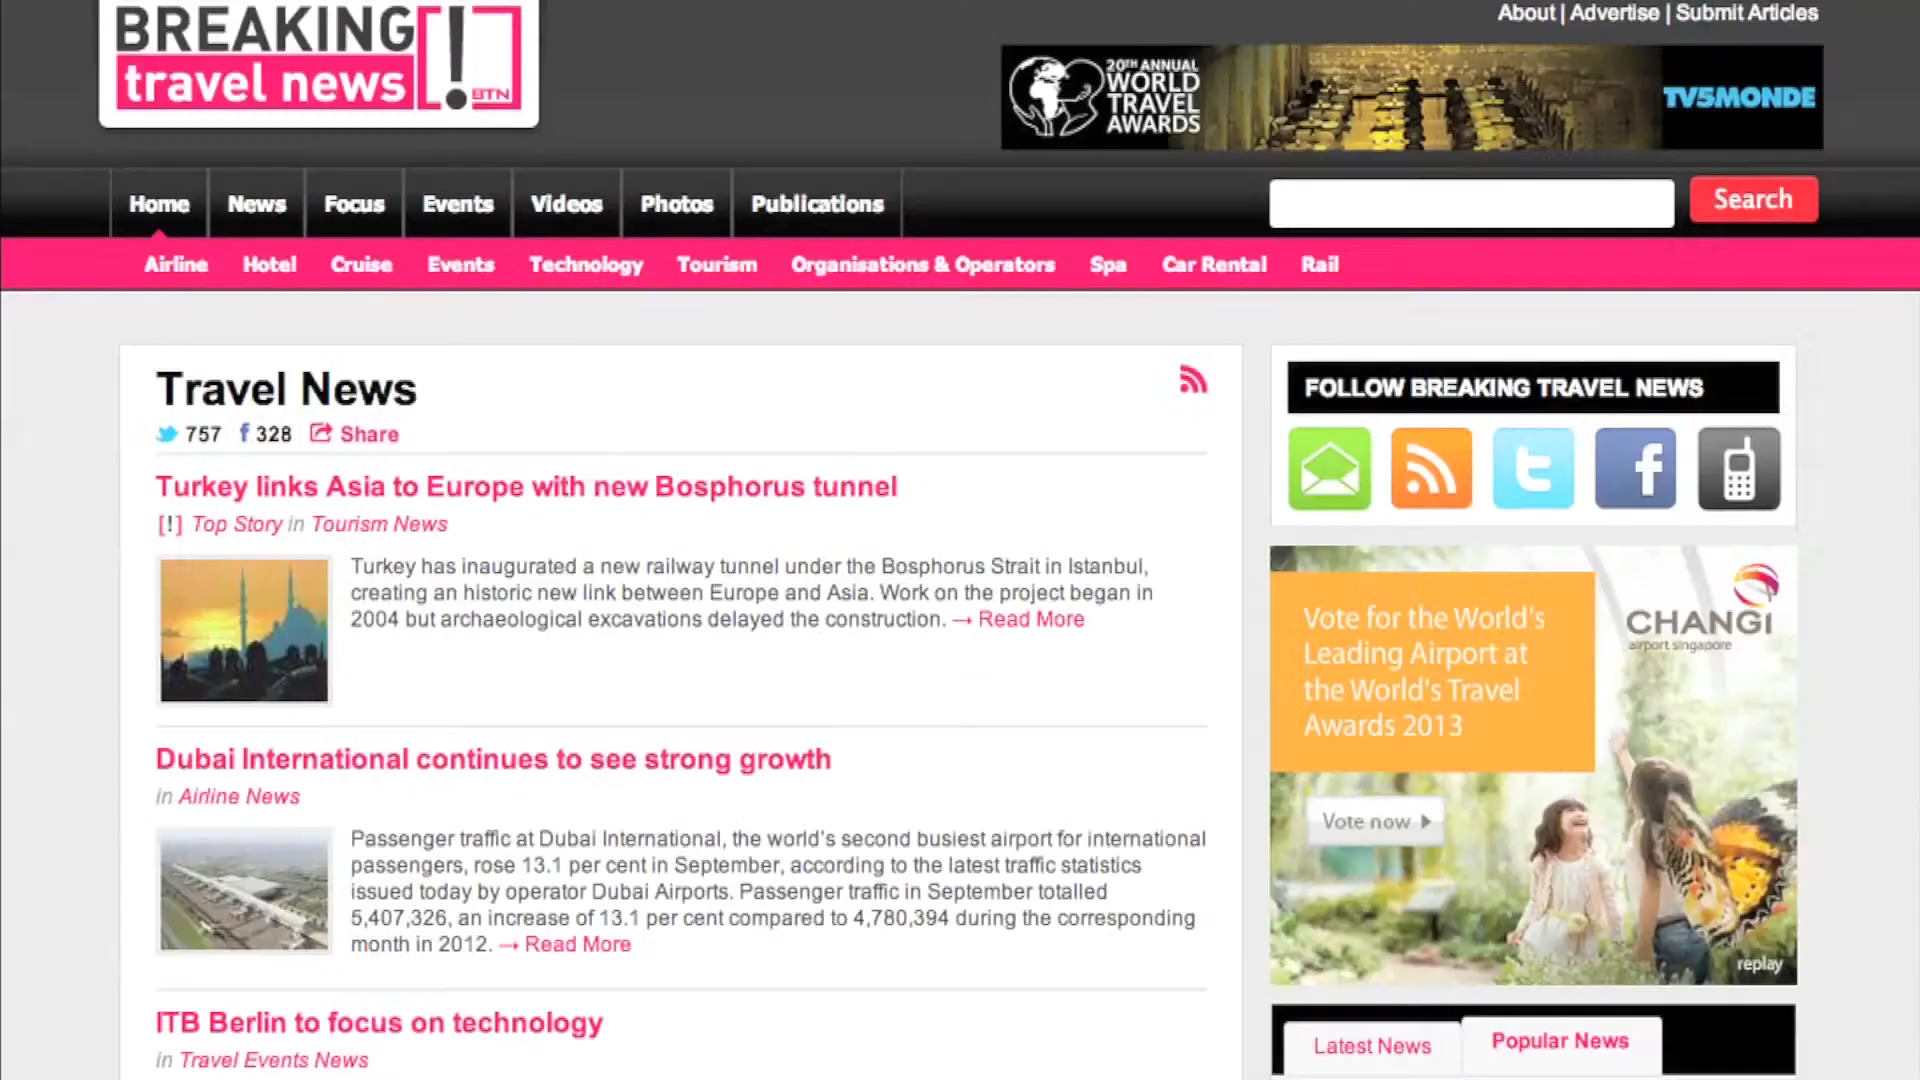 BREAKING
travel news
BTN
About | Advertise | Submit Articles
20TH ANNUAL
WORLD
TRAVEL
AWARDS
TV5MONDE
Home News Focus Events Videos Photos Publications
Search
Airline Hotel Cruise Events Technology Tourism Organisations & Operators Spa Car Rental Rail
Travel News
757 328 Share
Turkey links Asia to Europe with new Bosphorus tunnel
[!] Top Story in Tourism News
Turkey has inaugurated a new railway tunnel under the Bosphorus Strait in Istanbul,
creating an historic new link between Europe and Asia. Work on the project began in
2004 but archaeological excavations delayed the construction. → Read More
Dubai International continues to see strong growth
in Airline News
Passenger traffic at Dubai International, the world's second busiest airport for international
passengers, rose 13.1 per cent in September, according to the latest traffic statistics
issued today by operator Dubai Airports. Passenger traffic in September totalled
5,407,326, an increase of 13.1 per cent compared to 4,780,394 during the corresponding
month in 2012. → Read More
ITB Berlin to focus on technology
in Travel Events News
FOLLOW BREAKING TRAVEL NEWS
Vote for the World's
Leading Airport at
the World's Travel
Awards 2013
CHANGI
airport singapore
Vote now
replay
Latest News
Popular News